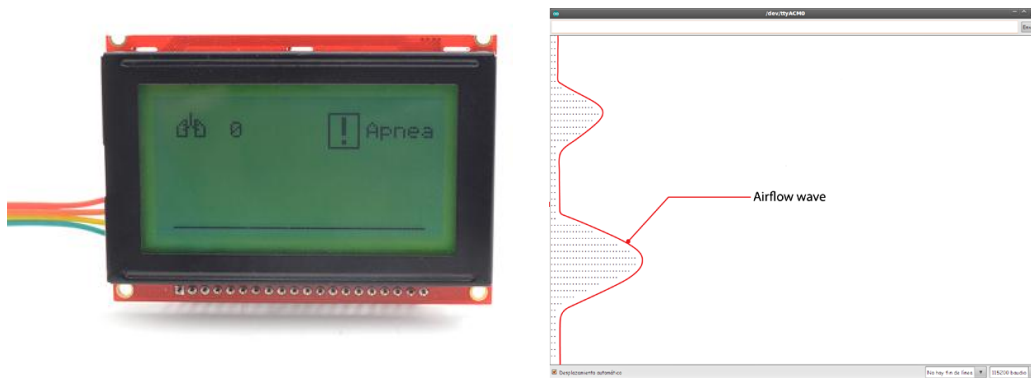 0
! Apnea
/dev/ttyACM0
Airflow wave
Desplazamiento automático
No hay fin de línea
115200 baudio